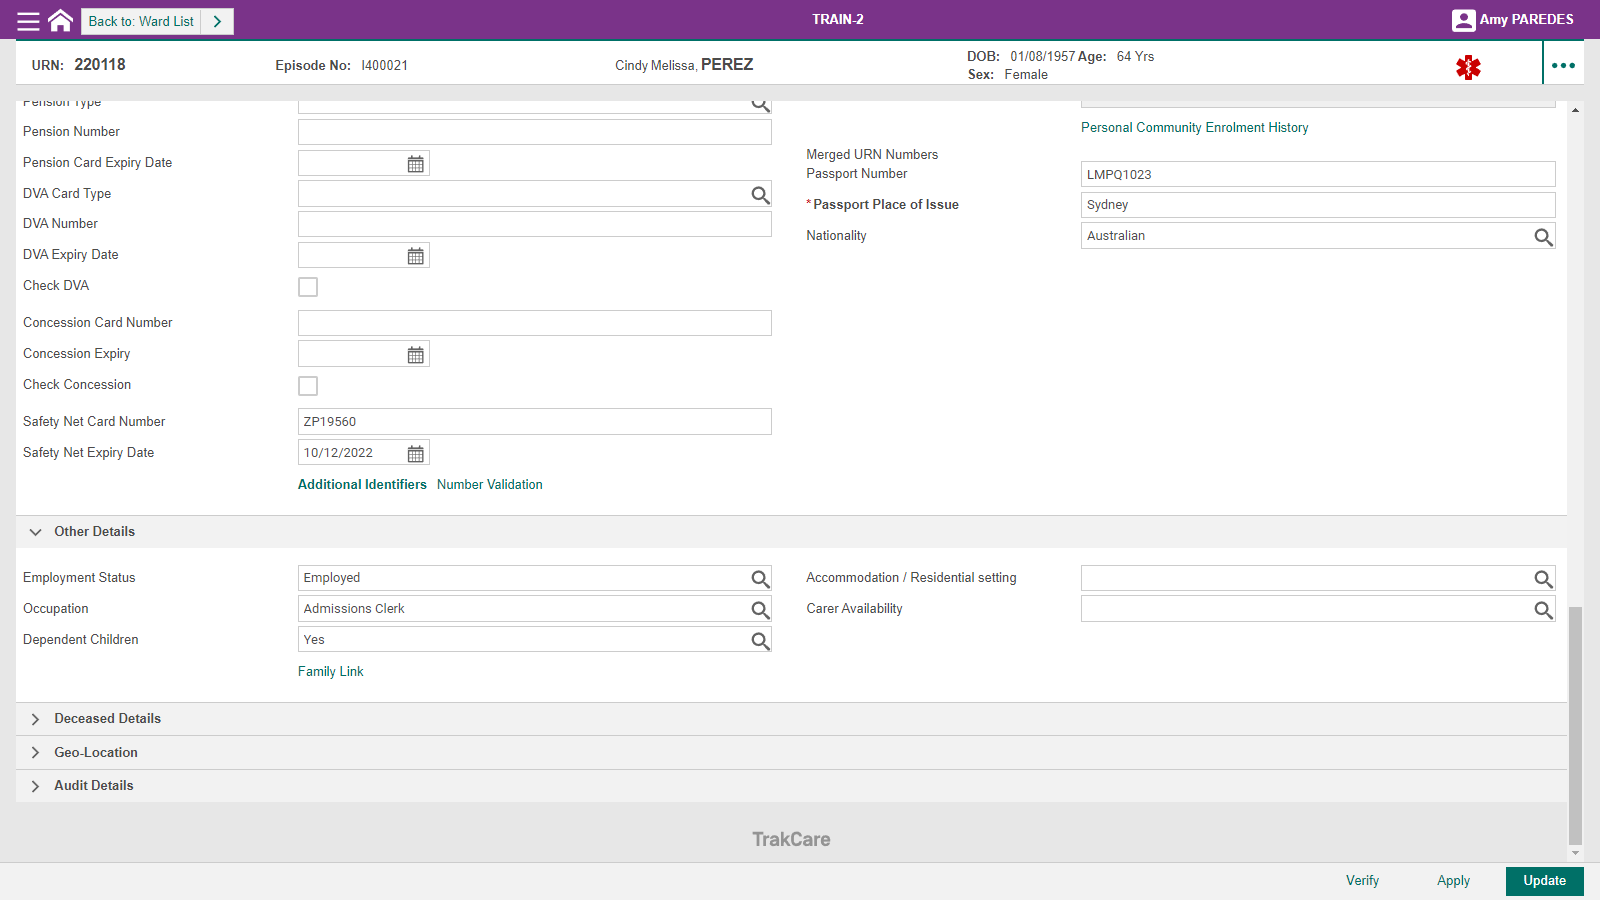 Back to: Ward List
TRAIN-2
Amy PAREDES
URN: 220118
Episode No: I400021
Cindy Melissa, PEREZ
DOB: 01/08/1957 Age: 64 Yrs
Sex: Female
Pension Type
Pension Number
Pension Card Expiry Date
DVA Card Type
DVA Number
DVA Expiry Date
Check DVA
Concession Card Number
Concession Expiry
Check Concession
Safety Net Card Number ZP19560
Safety Net Expiry Date 10/12/2022
Additional Identifiers Number Validation
Personal Community Enrolment History
Merged URN Numbers
Passport Number LMPQ1023
*Passport Place of Issue Sydney
Nationality Australian
Other Details
Employment Status Employed
Occupation Admissions Clerk
Dependent Children Yes
Family Link
Accommodation / Residential setting
Carer Availability
Deceased Details
Geo-Location
Audit Details
TrakCare
Verify Apply Update